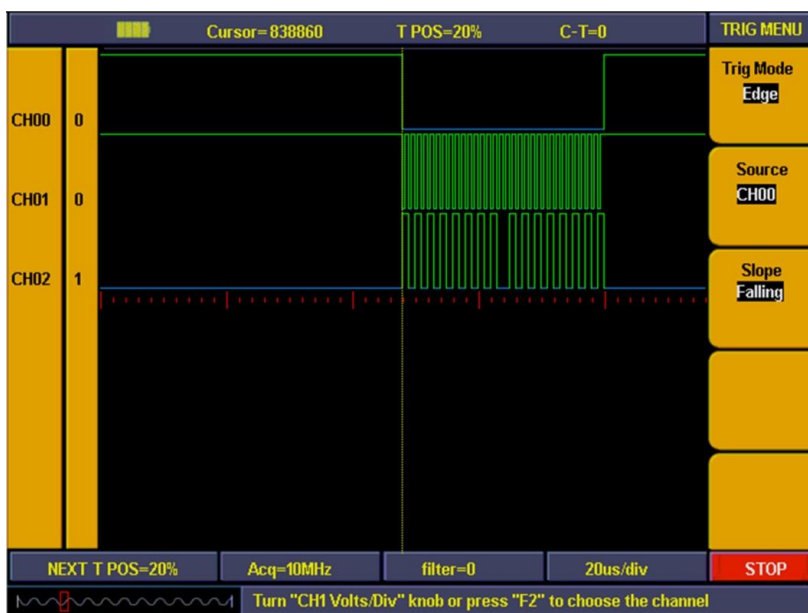 Cursor=838860 T POS=20% C-T=0 TRIG MENU
Trig Mode
Edge
CH00 0
Source
CH01 0 CH00
Slope
CH02 1
Falling
NEXT T POS=20% Acq=10MHz filter=0 20us/div STOP
Turn "CH1 Volts/Div" knob or press "F2" to choose the channel